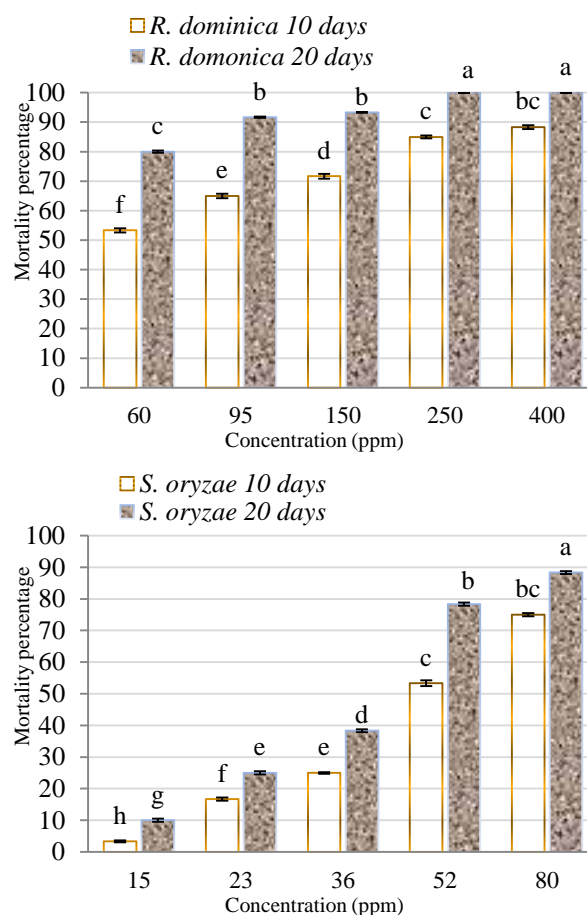 R. dominica 10 days
R. domonica 20 days
Mortality percentage
100
90
80
70
60
50
40
30
20
10
0
f c e b d b c a bc a
60 95 150 250 400
Concentration (ppm)
S. oryzae 10 days
S. oryzae 20 days
Mortality percentage
100
90
80
70
60
50
40
30
20
10
0
h g f e e d c b bc a
15 23 36 52 80
Concentration (ppm)